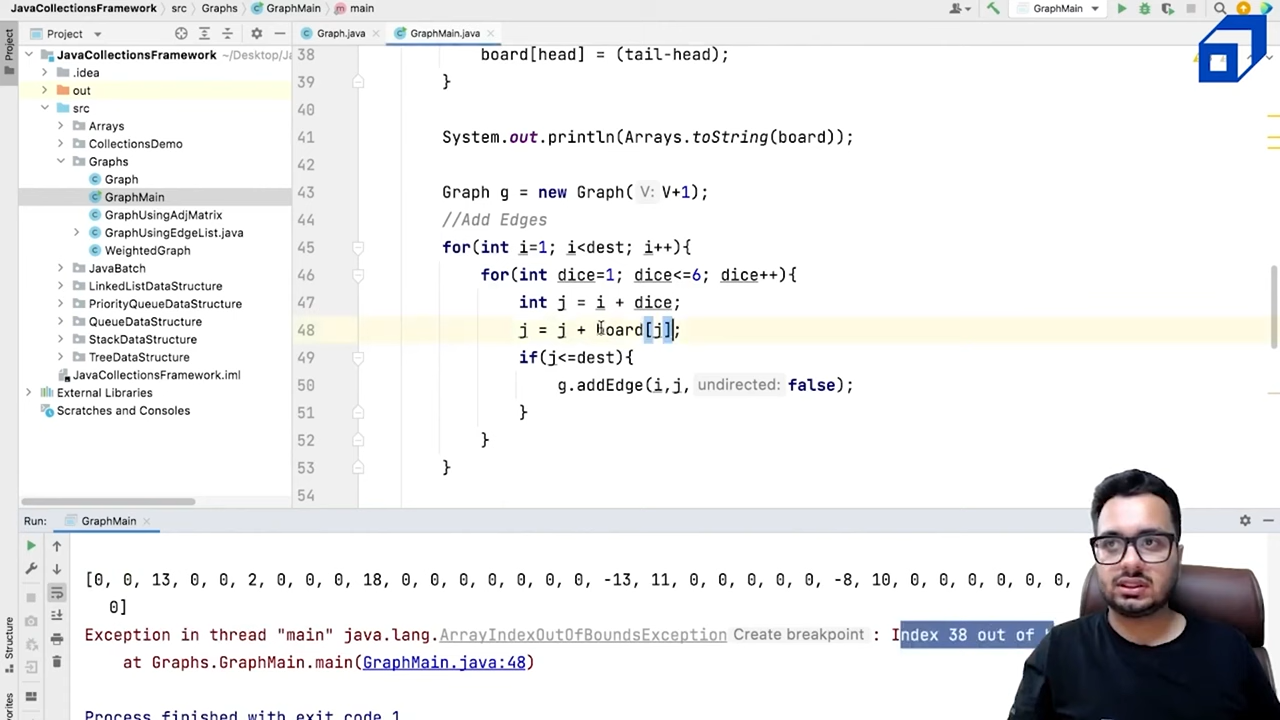 JavaCollectionsFramework > src > Graphs > GraphMain > main
GraphMain
Project
Graph.java
GraphMain.java
Project
JavaCollectionsFramework ~/Desktop/Ja
.idea
out
src
Arrays
CollectionsDemo
Graphs
Graph
GraphMain
GraphUsingAdjMatrix
GraphUsingEdgeList.java
WeightedGraph
JavaBatch
LinkedListDataStructure
PriorityQueueDataStructure
QueueDataStructure
StackDataStructure
TreeDataStructure
JavaCollectionsFramework.iml
External Libraries
Scratches and Consoles
38 board[head] = (tail-head);
39 }
40
41 System.out.println(Arrays.toString(board));
42
43 Graph g = new Graph( V: V+1);
44 //Add Edges
45 for(int i=1; i<dest; i++){
46 for(int dice=1; dice<=6; dice++){
47 int j = i + dice;
48 j = j + board[j];
49 if(j<=dest){
50 g.addEdge(i,j, undirected: false);
51 }
52 }
53 }
54
Run: GraphMain
[0, 0, 13, 0, 0, 2, 0, 0, 0, 18, 0, 0, 0, 0, 0, 0, 0, -13, 11, 0, 0, 0, 0, 0, -8, 10, 0, 0, 0, 0, 0, 0,
0]
Exception in thread "main" java.lang.ArrayIndexOutOfBoundsException Create breakpoint : Index 38 out of
at Graphs.GraphMain.main(GraphMain.java:48)
Process finished with exit code 1
Structure